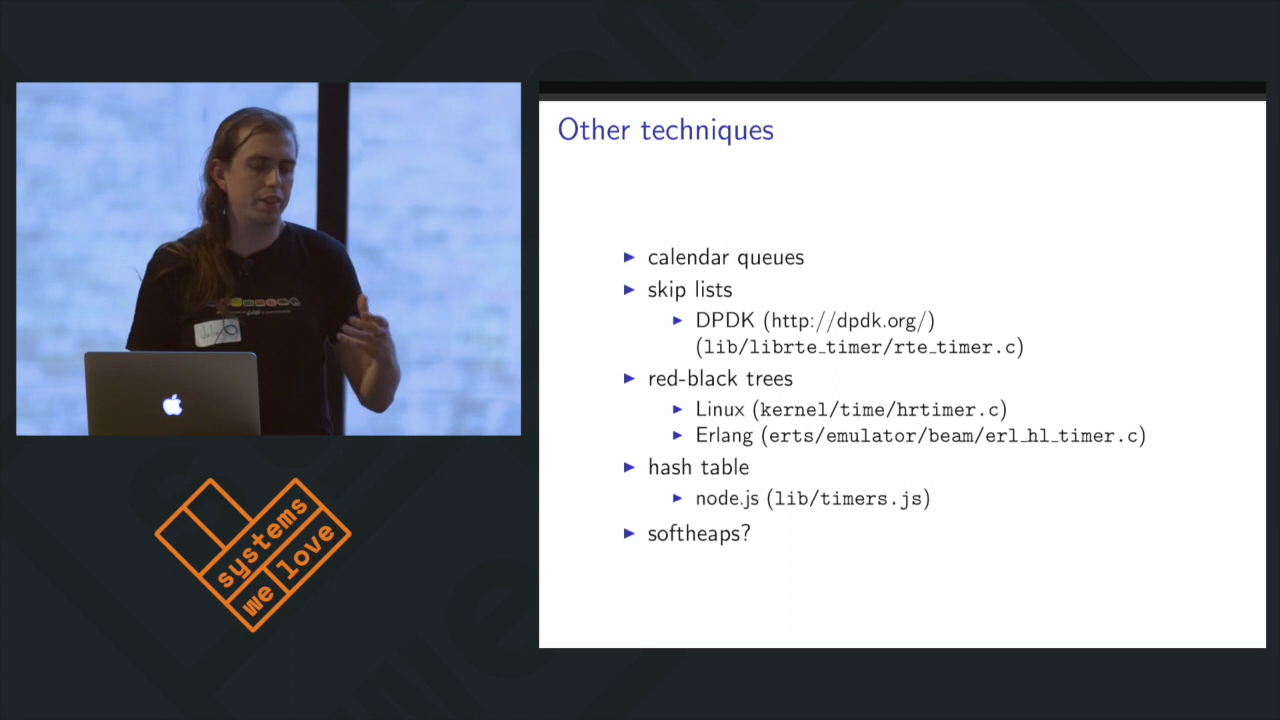 Other techniques
▶ calendar queues
▶ skip lists
▶ DPDK (http://dpdk.org/)
(lib/librte_timer/rte_timer.c)
▶ red-black trees
▶ Linux (kernel/time/hrtimer.c)
▶ Erlang (erts/emulator/beam/erl_hl_timer.c)
▶ hash table
▶ node.js (lib/timers.js)
▶ softheaps?
systems
we love